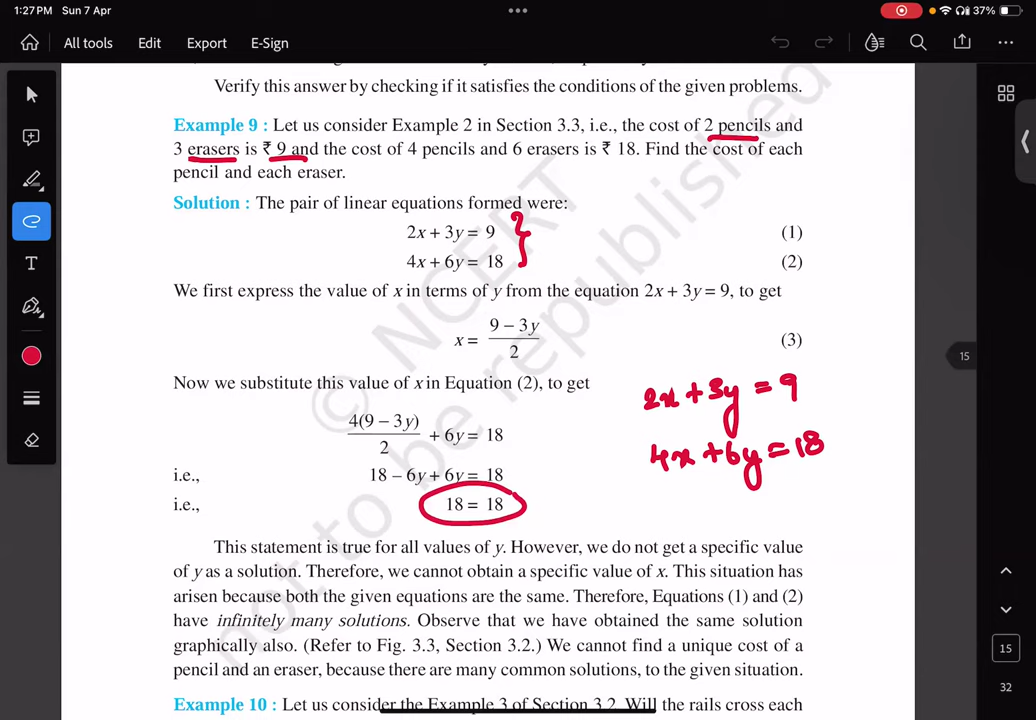 1:27 PM Sun 7 Apr 37%
All tools Edit Export E-Sign
Verify this answer by checking if it satisfies the conditions of the given problems.
Example 9 : Let us consider Example 2 in Section 3.3, i.e., the cost of 2 pencils and
3 erasers is ₹ 9 and the cost of 4 pencils and 6 erasers is ₹ 18. Find the cost of each
pencil and each eraser.
Solution : The pair of linear equations formed were:
2x + 3y = 9 (1)
4x + 6y = 18 (2)
We first express the value of x in terms of y from the equation 2x + 3y = 9, to get
x = (9 – 3y)/2 (3)
15
Now we substitute this value of x in Equation (2), to get
2x + 3y = 9
4(9 – 3y)/2 + 6y = 18
4x + 6y = 18
i.e., 18 – 6y + 6y = 18
i.e., 18 = 18
This statement is true for all values of y. However, we do not get a specific value
of y as a solution. Therefore, we cannot obtain a specific value of x. This situation has
arisen because both the given equations are the same. Therefore, Equations (1) and (2)
have infinitely many solutions. Observe that we have obtained the same solution
graphically also. (Refer to Fig. 3.3, Section 3.2.) We cannot find a unique cost of a
pencil and an eraser, because there are many common solutions, to the given situation.
Example 10 : Let us consider the Example 3 of Section 3.2. Will the rails cross each
15
32
© NCERT
not to be republished